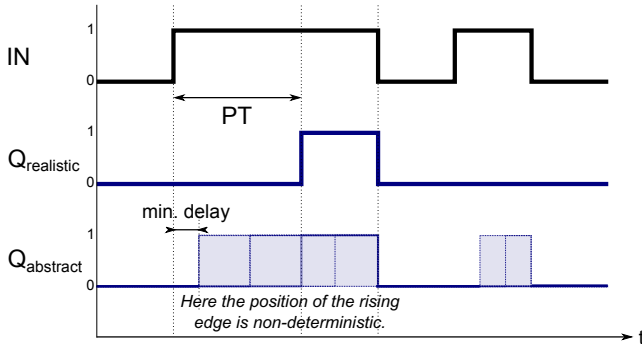 1
IN
0
PT
1
Qrealistic
0
min. delay
1
Qabstract
0
Here the position of the rising
edge is non-deterministic.
t